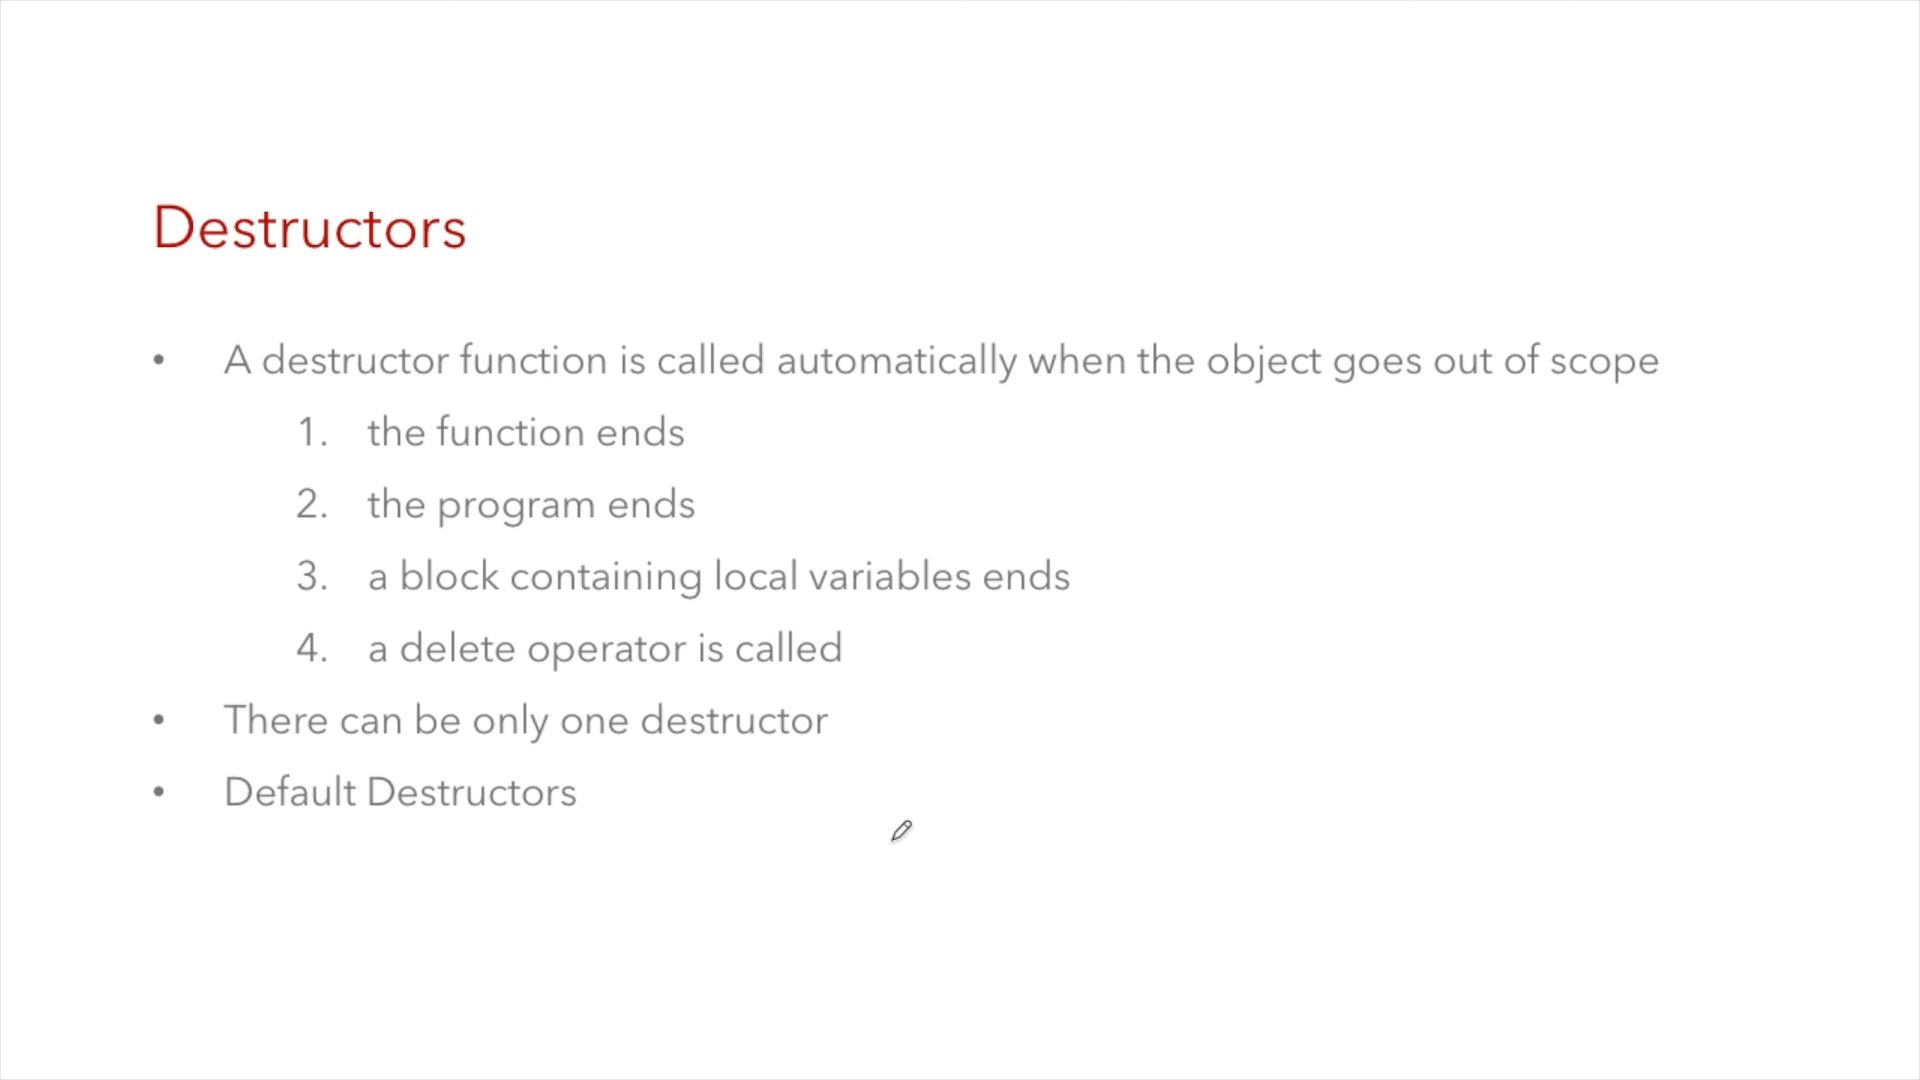 Destructors
• A destructor function is called automatically when the object goes out of scope
1. the function ends
2. the program ends
3. a block containing local variables ends
4. a delete operator is called
• There can be only one destructor
• Default Destructors